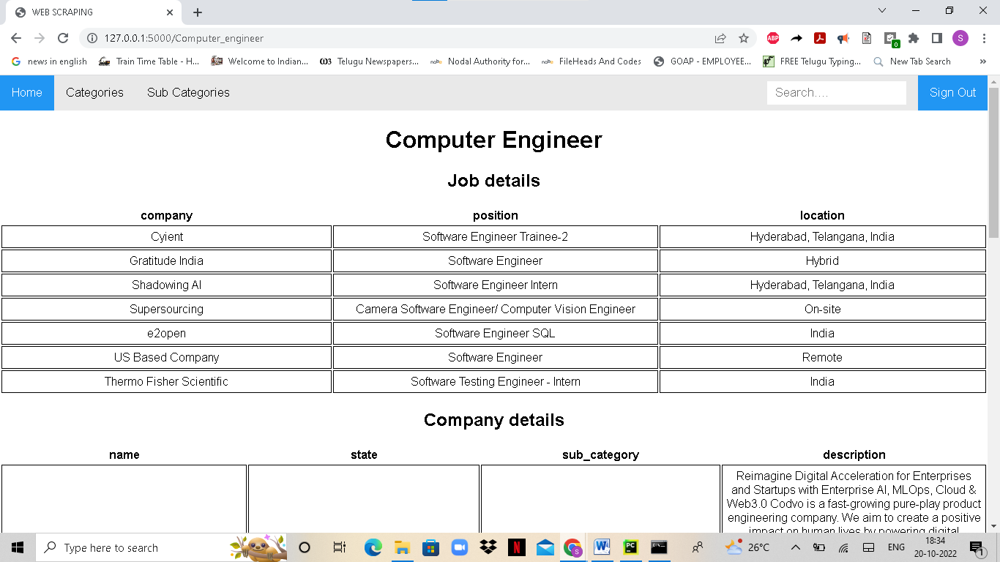 WEB SCRAPING
127.0.0.1:5000/Computer_engineer
ABP
0
S
news in english
Train Time Table - H...
Welcome to Indian...
Telugu Newspapers...
Nodal Authority for...
FileHeads And Codes
GOAP - EMPLOYEE...
FREE Telugu Typing...
New Tab Search
Home Categories Sub Categories Search.... Sign Out
Computer Engineer
Job details
company position location
Cyient Software Engineer Trainee-2 Hyderabad, Telangana, India
Gratitude India Software Engineer Hybrid
Shadowing AI Software Engineer Intern Hyderabad, Telangana, India
Supersourcing Camera Software Engineer/ Computer Vision Engineer On-site
e2open Software Engineer SQL India
US Based Company Software Engineer Remote
Thermo Fisher Scientific Software Testing Engineer - Intern India
Company details
name state sub_category description
Reimagine Digital Acceleration for Enterprises
and Startups with Enterprise AI, MLOps, Cloud &
Web3.0 Codvo is a fast-growing pure-play product
engineering company. We aim to create a positive
impact on human lives by powering digital
Type here to search
N
S
W
PC
26°C
ENG
18:34
20-10-2022
1